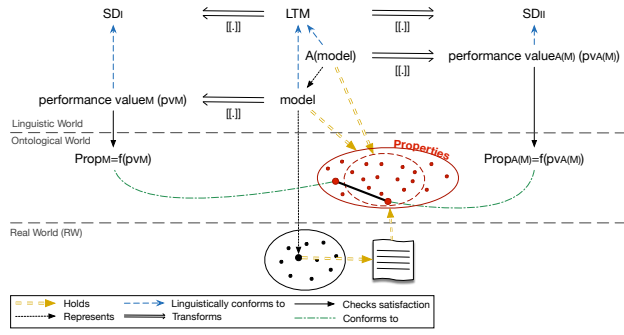 SDI LTM SDII
[[.]] [[.]]
A(model) performance valueA(M) (pvA(M))
[[.]]
performance valueM (pvM) model
[[.]]
Linguistic World
Ontological World
Properties
PropM=f(pvM) PropA(M)=f(pvA(M))
Real World (RW)
Holds Linguistically conforms to Checks satisfaction
Represents Transforms Conforms to